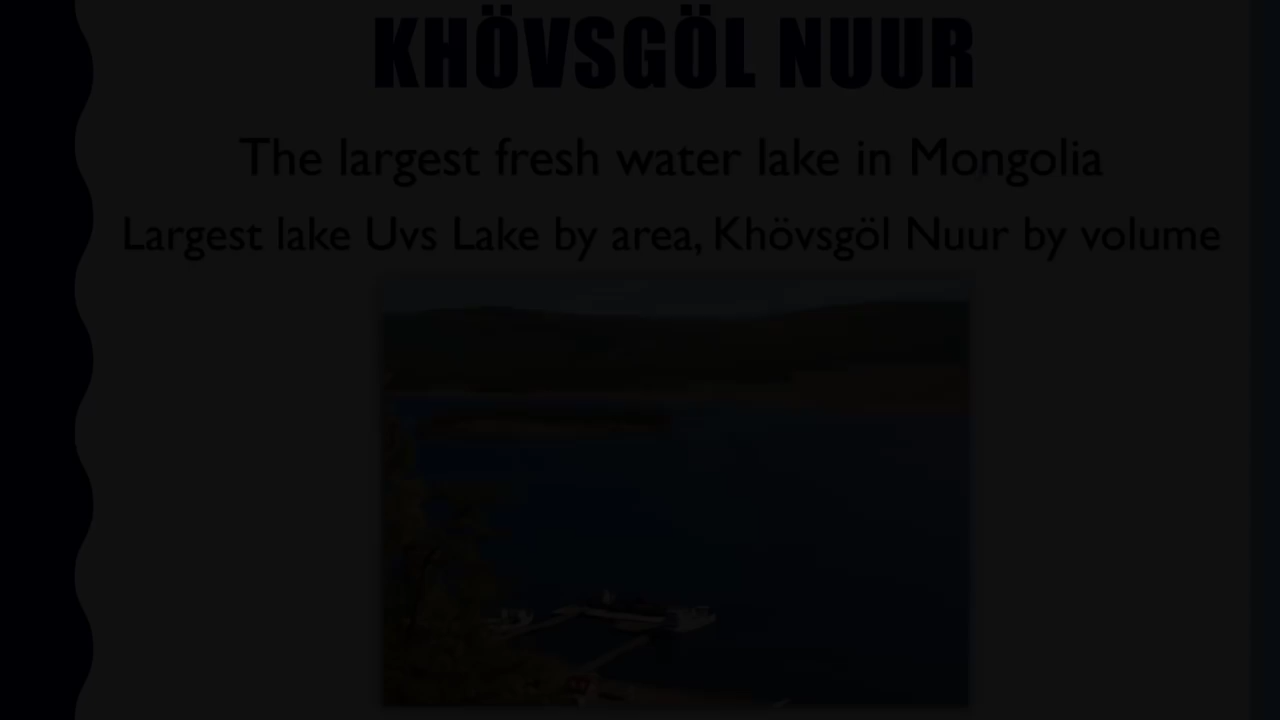 KHÖVSGÖL NUUR
The largest fresh water lake in Mongolia
Largest lake Uvs Lake by area, Khövsgöl Nuur by volume